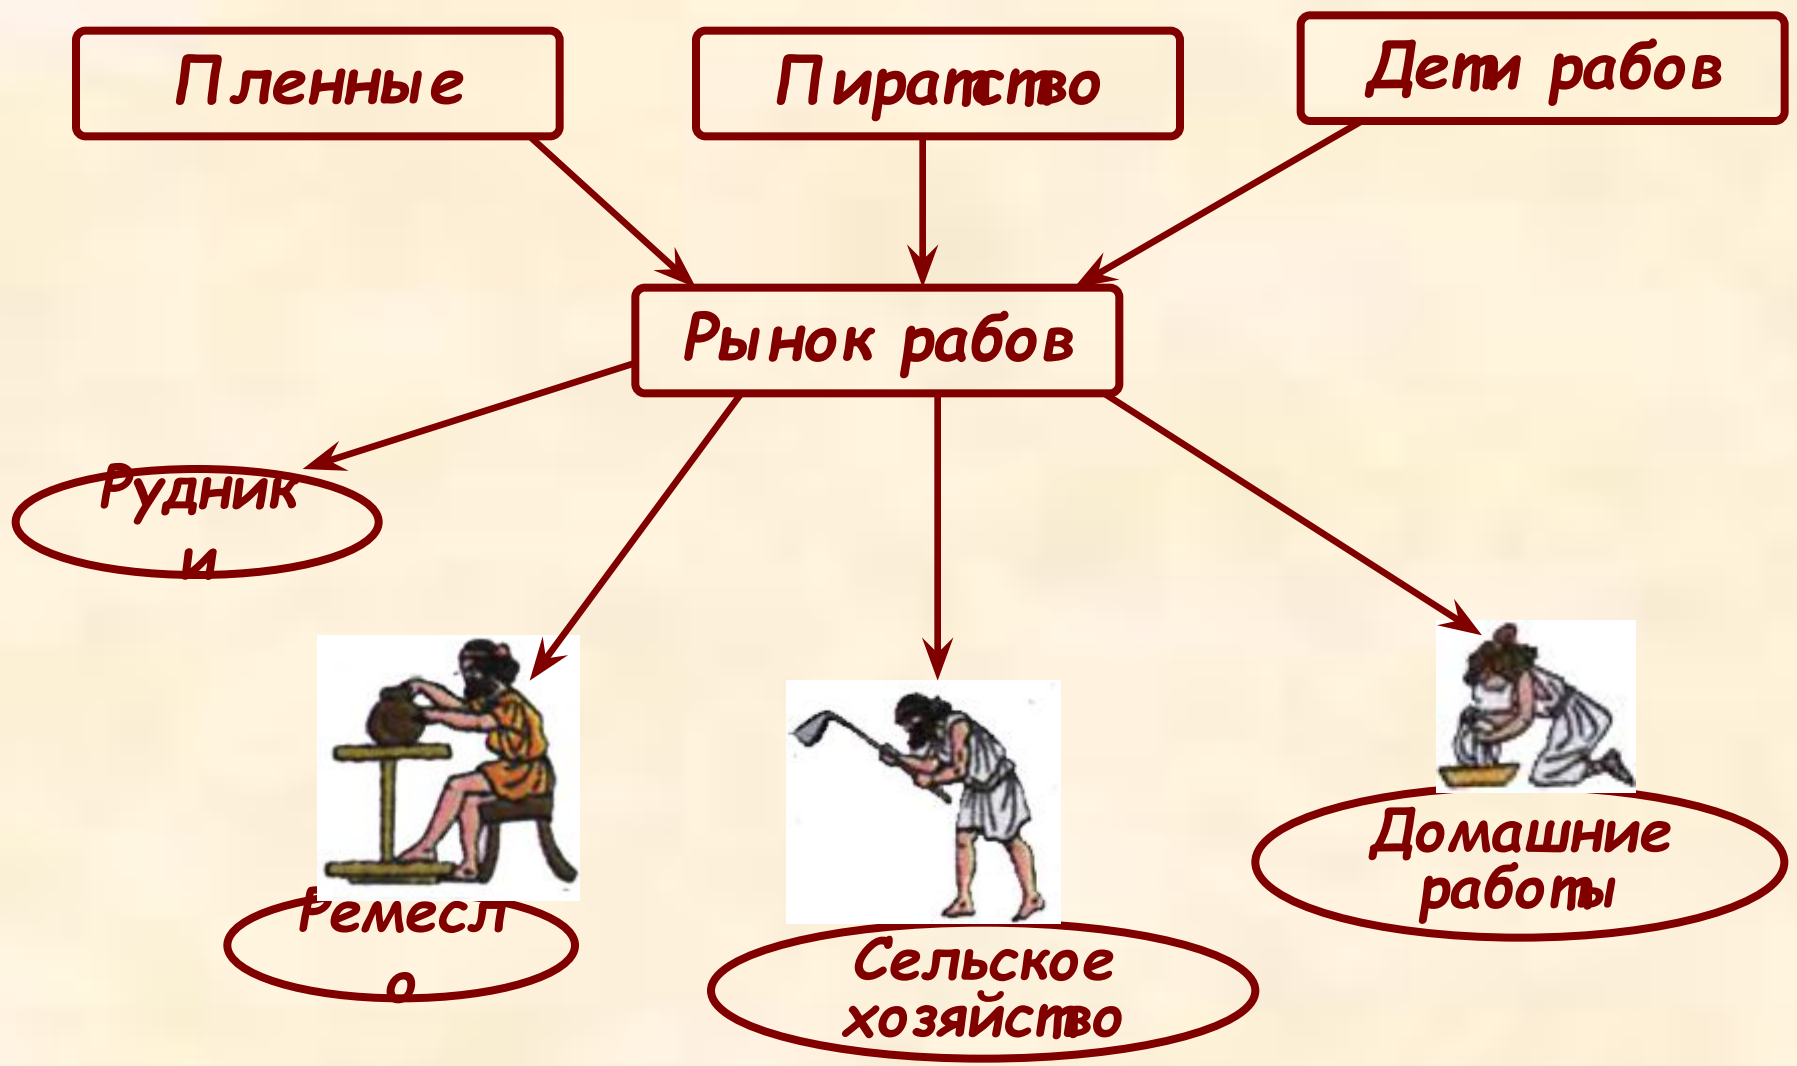 Пленные
Пиратство
Дети рабов
Рынок рабов
Рудник
и
Ремесл
о
Сельское
хозяйство
Домашние
работы